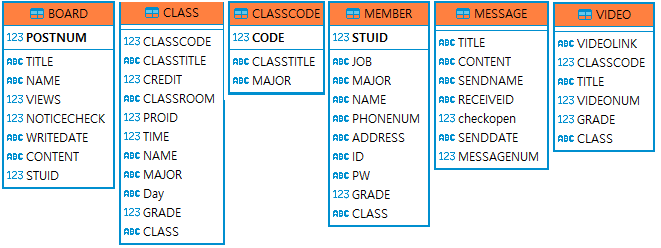 BOARD
123 POSTNUM
ABC TITLE
ABC NAME
123 VIEWS
123 NOTICECHECK
ABC WRITEDATE
ABC CONTENT
123 STUID
CLASS
123 CLASSCODE
ABC CLASSTITLE
123 CREDIT
ABC CLASSROOM
123 PROID
123 TIME
ABC NAME
ABC MAJOR
ABC Day
123 GRADE
ABC CLASS
CLASSCODE
123 CODE
ABC CLASSTITLE
ABC MAJOR
MEMBER
123 STUID
ABC JOB
ABC MAJOR
ABC NAME
ABC PHONENUM
ABC ADDRESS
ABC ID
ABC PW
123 GRADE
ABC CLASS
MESSAGE
ABC TITLE
ABC CONTENT
ABC SENDNAME
ABC RECEIVEID
123 checkopen
ABC SENDDATE
123 MESSAGENUM
VIDEO
ABC VIDEOLINK
123 CLASSCODE
ABC TITLE
123 VIDEONUM
123 GRADE
ABC CLASS